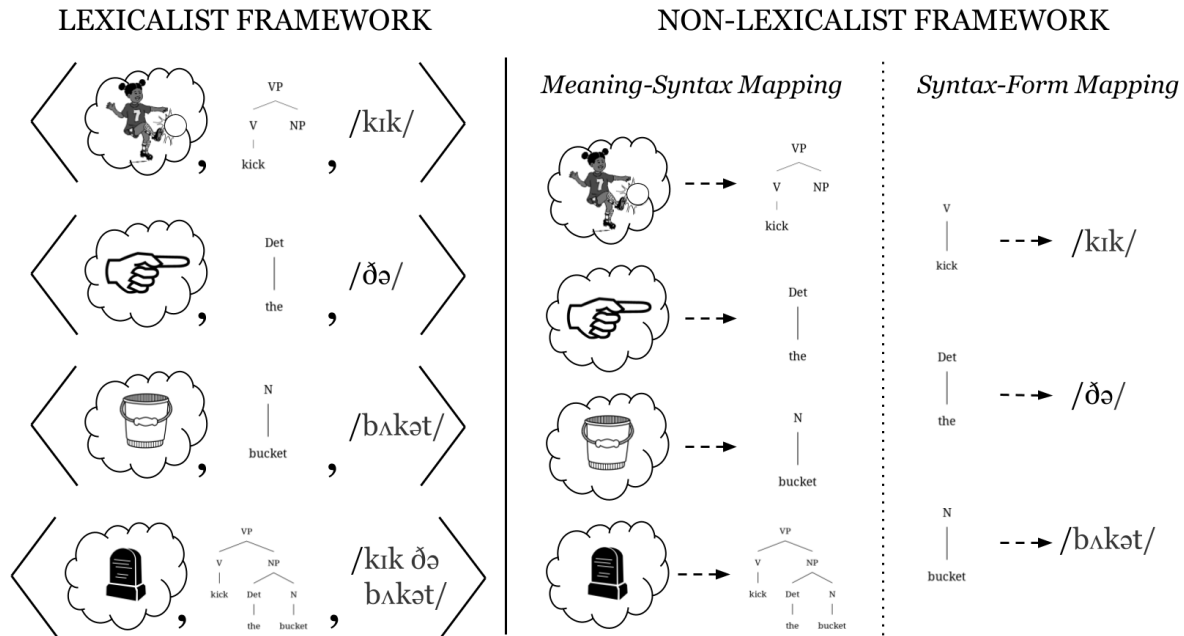 LEXICALIST FRAMEWORK
7
,
VP
V NP
kick
,
/kɪk/
Det
the
,
,
/ðə/
N
bucket
,
,
/bʌkət/
VP
V NP
kick Det N
the bucket
,
,
/kɪk ðə
bʌkət/
NON-LEXICALIST FRAMEWORK
Meaning-Syntax Mapping
7
VP
V NP
kick
Det
the
N
bucket
VP
V NP
kick Det N
the bucket
Syntax-Form Mapping
V
kick
/kɪk/
Det
the
/ðə/
N
bucket
/bʌkət/